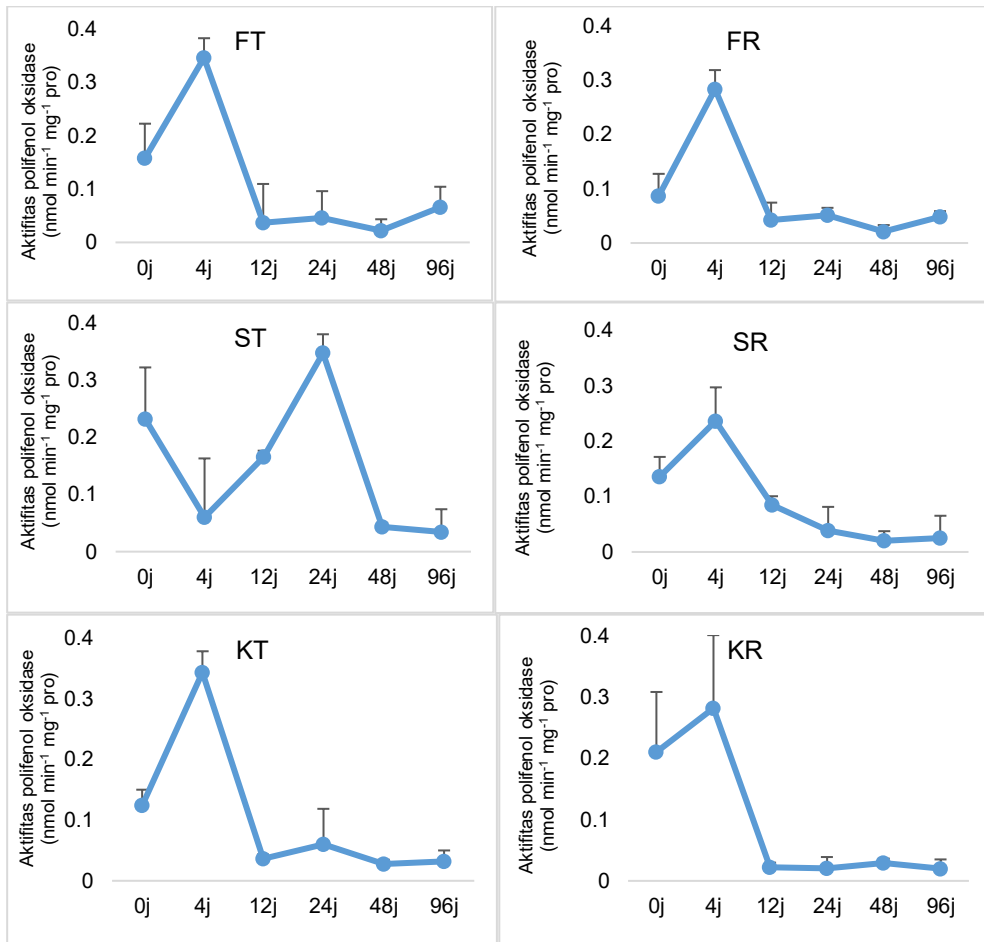 FT
Aktifitas polifenol oksidase
(nmol min⁻¹ mg⁻¹ pro)
0.4
0.3
0.2
0.1
0
0j 4j 12j 24j 48j 96j
FR
Aktifitas polifenol oksidase
(nmol min⁻¹ mg⁻¹ pro)
0.4
0.3
0.2
0.1
0
0j 4j 12j 24j 48j 96j
ST
Aktifitas polifenol oksidase
(nmol min⁻¹ mg⁻¹ pro)
0.4
0.3
0.2
0.1
0
0j 4j 12j 24j 48j 96j
SR
Aktifitas polifenol oksidase
(nmol min⁻¹ mg⁻¹ pro)
0.4
0.3
0.2
0.1
0
0j 4j 12j 24j 48j 96j
KT
Aktifitas polifenol oksidase
(nmol min⁻¹ mg⁻¹ pro)
0.4
0.3
0.2
0.1
0
0j 4j 12j 24j 48j 96j
KR
Aktifitas polifenol oksidase
(nmol min⁻¹ mg⁻¹ pro)
0.4
0.3
0.2
0.1
0
0j 4j 12j 24j 48j 96j